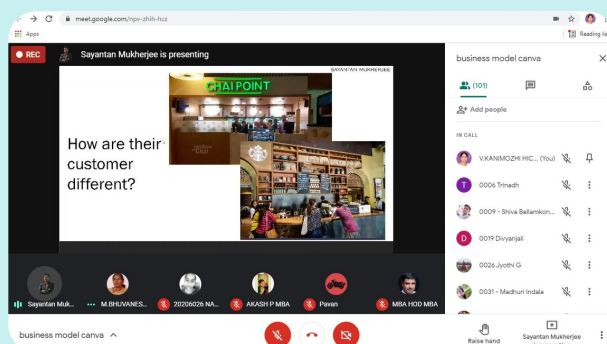 meet.google.com/npv-zhih-hcz
Apps
Reading list
REC
Sayantan Mukherjee is presenting
SAYANTAN MUKHERJEE
CHAI POINT
How are their
customer
different?
business model canva
(101)
Add people
IN CALL
V.KANIMOZHI HIC... (You)
T
0006 Trinadh
0009 - Shiva Bellamkon...
D
0019 Divyanjali
0026 Jyothi G
0031 - Madhuri Indala
Sayantan Muk...
M.BHUVANES...
20206026 NA...
AKASH P MBA
Pavan
MBA HOD MBA
business model canva
Raise hand
Sayantan Mukherjee
is presenting